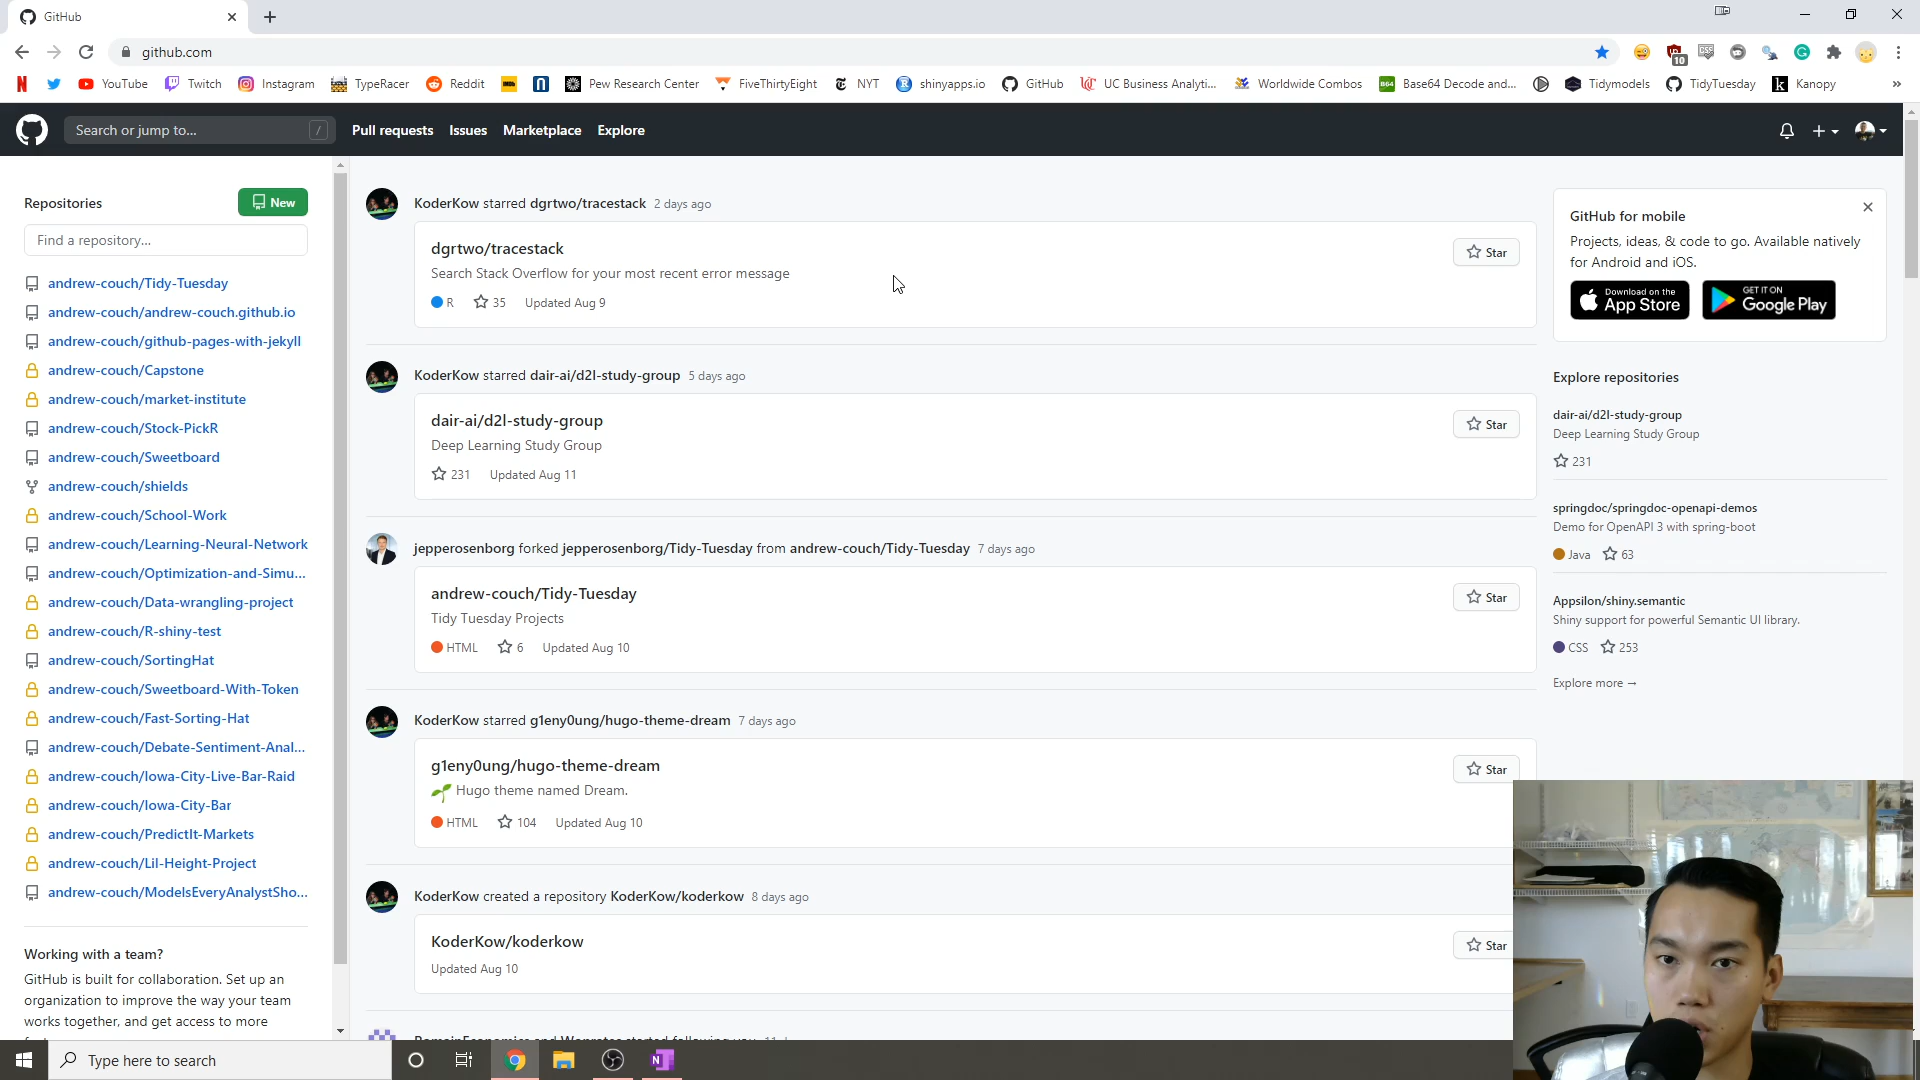 GitHub
github.com
10
YouTube
Twitch
Instagram
TypeRacer
Reddit
Pew Research Center
FiveThirtyEight
NYT
shinyapps.io
GitHub
UC Business Analyti...
Worldwide Combos
Base64 Decode and...
Tidymodels
TidyTuesday
Kanopy
»
Search or jump to...
/
Pull requests
Issues
Marketplace
Explore
Repositories
New
Find a repository...
andrew-couch/Tidy-Tuesday
andrew-couch/andrew-couch.github.io
andrew-couch/github-pages-with-jekyll
andrew-couch/Capstone
andrew-couch/market-institute
andrew-couch/Stock-PickR
andrew-couch/Sweetboard
andrew-couch/shields
andrew-couch/School-Work
andrew-couch/Learning-Neural-Network
andrew-couch/Optimization-and-Simu...
andrew-couch/Data-wrangling-project
andrew-couch/R-shiny-test
andrew-couch/SortingHat
andrew-couch/Sweetboard-With-Token
andrew-couch/Fast-Sorting-Hat
andrew-couch/Debate-Sentiment-Anal...
andrew-couch/Iowa-City-Live-Bar-Raid
andrew-couch/Iowa-City-Bar
andrew-couch/PredictIt-Markets
andrew-couch/Lil-Height-Project
andrew-couch/ModelsEveryAnalystSho...
Working with a team?
GitHub is built for collaboration. Set up an
organization to improve the way your team
works together, and get access to more
KoderKow starred dgrtwo/tracestack 2 days ago
dgrtwo/tracestack
Search Stack Overflow for your most recent error message
R 35 Updated Aug 9
Star
KoderKow starred dair-ai/d2l-study-group 5 days ago
dair-ai/d2l-study-group
Deep Learning Study Group
231 Updated Aug 11
Star
jepperosenborg forked jepperosenborg/Tidy-Tuesday from andrew-couch/Tidy-Tuesday 7 days ago
andrew-couch/Tidy-Tuesday
Tidy Tuesday Projects
HTML 6 Updated Aug 10
Star
KoderKow starred g1eny0ung/hugo-theme-dream 7 days ago
g1eny0ung/hugo-theme-dream
Hugo theme named Dream.
HTML 104 Updated Aug 10
Star
KoderKow created a repository KoderKow/koderkow 8 days ago
KoderKow/koderkow
Updated Aug 10
Star
GitHub for mobile
Projects, ideas, & code to go. Available natively
for Android and iOS.
Download on the
App Store
GET IT ON
Google Play
Explore repositories
dair-ai/d2l-study-group
Deep Learning Study Group
231
springdoc/springdoc-openapi-demos
Demo for OpenAPI 3 with spring-boot
Java 63
Appsilon/shiny.semantic
Shiny support for powerful Semantic UI library.
CSS 253
Explore more →
Type here to search